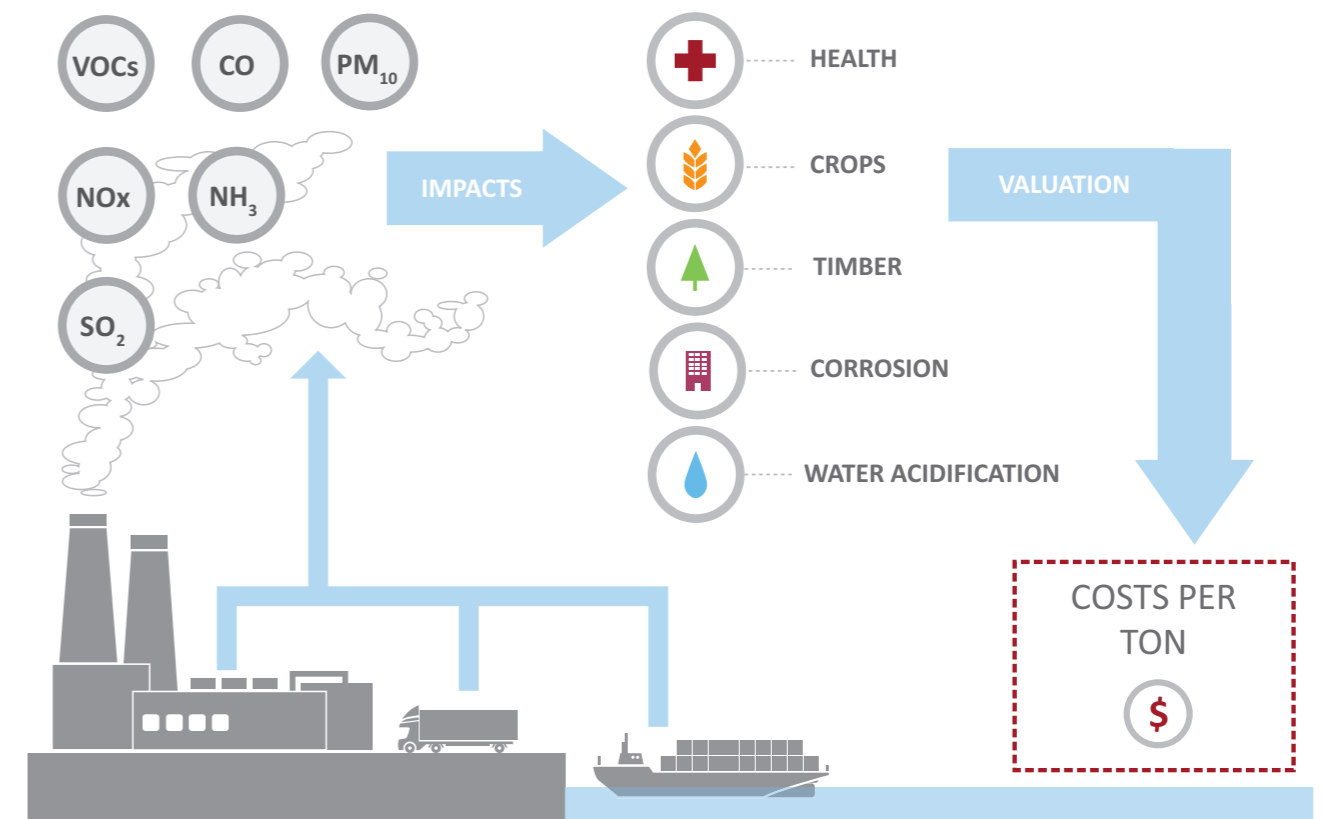 VOCs
CO
PM₁₀
NOx
NH₃
SO₂
IMPACTS
HEALTH
CROPS
TIMBER
CORROSION
WATER ACIDIFICATION
VALUATION
COSTS PER
TON
$